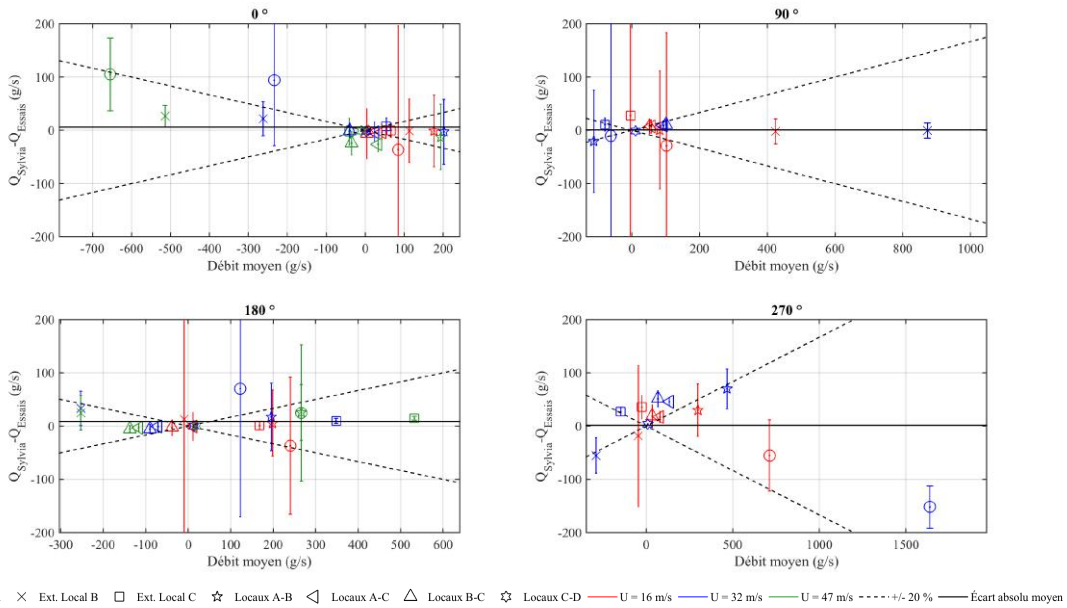 0 °
90 °
200
100
0
-100
-200
Q_Sylvia-Q_Essais (g/s)
-700 -600 -500 -400 -300 -200 -100 0 100 200
Débit moyen (g/s)
200
100
0
-100
-200
Q_Sylvia-Q_Essais (g/s)
0 200 400 600 800 1000
Débit moyen (g/s)
180 °
270 °
200
100
0
-100
-200
Q_Sylvia-Q_Essais (g/s)
-300 -200 -100 0 100 200 300 400 500 600
Débit moyen (g/s)
200
100
0
-100
-200
Q_Sylvia-Q_Essais (g/s)
0 500 1000 1500
Débit moyen (g/s)
Ext. Local B Ext. Local C Locaux A-B Locaux A-C Locaux B-C Locaux C-D U = 16 m/s U = 32 m/s U = 47 m/s +/- 20 % Écart absolu moyen